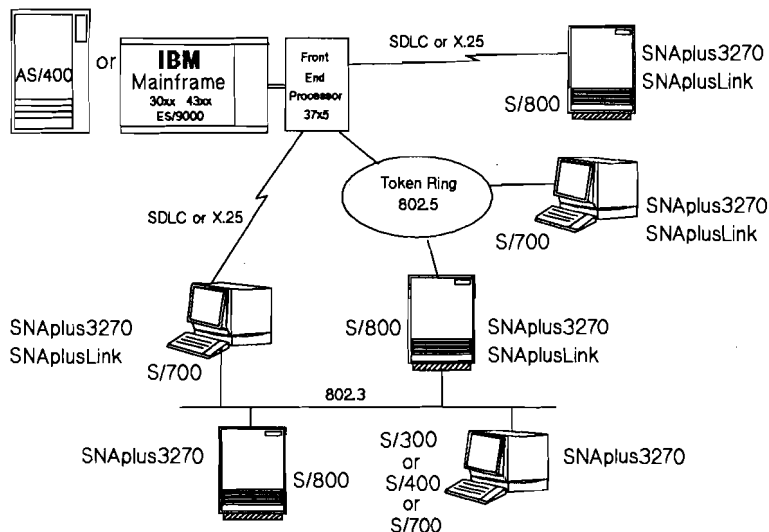 AS/400
or
IBM
Mainframe
30xx 43xx
ES/9000
Front
End
Processor
37x5
SDLC or X.25
S/800
SNAplus3270
SNAplusLink
Token Ring
802.5
S/700
SNAplus3270
SNAplusLink
SDLC or X.25
SNAplus3270
SNAplusLink
S/700
S/800
SNAplus3270
SNAplusLink
802.3
SNAplus3270
S/800
S/300
or
S/400
or
S/700
SNAplus3270